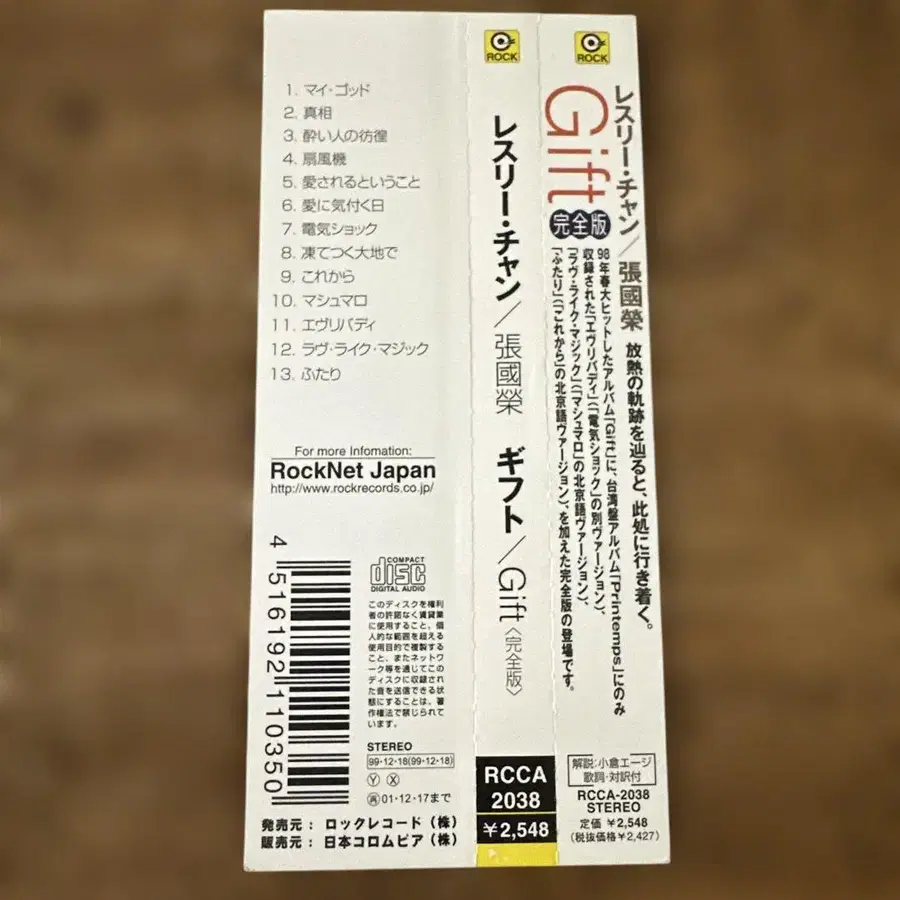 1. マイ・ゴッド
2. 真相
3. 酔い人の彷徨
4. 扇風機
5. 愛されるということ
6. 愛に気付く日
7. 電気ショック
8. 凍てつく大地で
9. これから
10. マシュマロ
11. エヴリバディ
12. ラヴ・ライク・マジック
13. ふたり
For more Infomation:
RockNet Japan
http://www.rockrecords.co.jp/
4 516192 110350
COMPACT
disc
DIGITAL AUDIO
このディスクを権利
者の許諾なく賃貸業
に使用すること、個
人的な範囲を超える
使用目的で複製する
こと、またネットワ
ーク等を通じてこの
ディスクに収録され
た音を送信できる状
態にすることは、著
作権法で禁じられて
います。
STEREO
99・12・18(99・12・18)
Y X
再 01・12・17まで
発売元：ロックレコード（株）
販売元：日本コロムビア（株）
ROCK
レスリー・チャン／張國榮 ギフト／Gift〈完全版〉
RCCA
2038
¥2,548
ROCK
レスリー・チャン／張國榮
Gift
完全版
放熱の軌跡を辿ると、此処に行き着く。
98年春大ヒットしたアルバム「Gift」に、台湾盤アルバム「Printemps」にのみ
収録された「エヴリバディ」（「電気ショック」の別ヴァージョン）、
「ラヴ・ライク・マジック」（「マシュマロ」の北京語ヴァージョン）、
「ふたり」（「これから」の北京語ヴァージョン）、を加えた完全版の登場です。
解説：小倉エージ
歌詞・対訳付
RCCA-2038
STEREO
定価 ¥2,548
(税抜価格¥2,427)